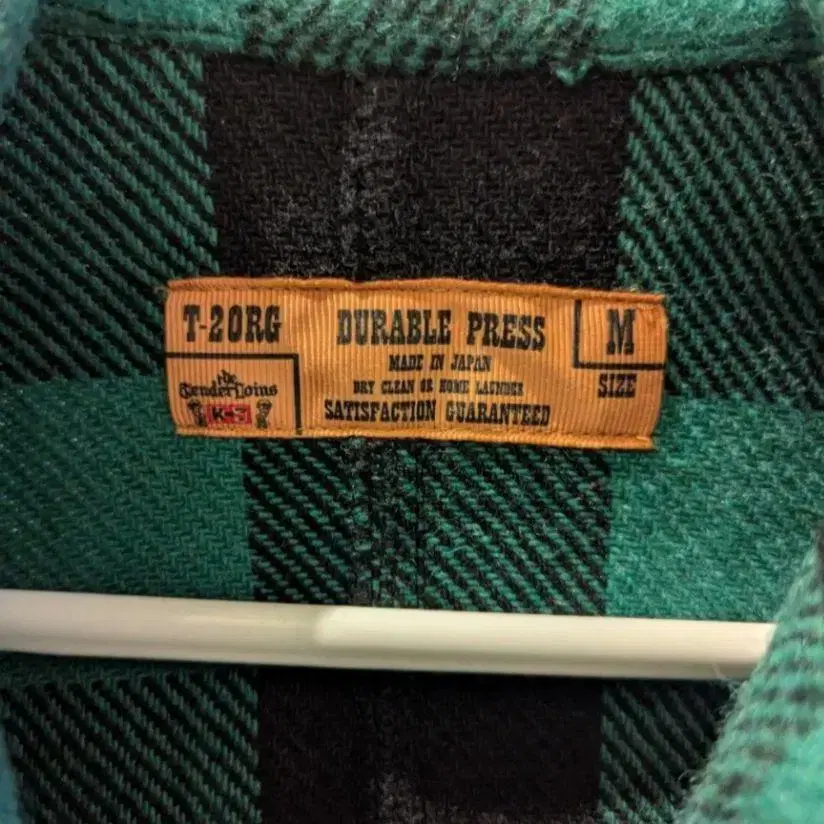 T-20RG
the
TenderLoins
DURABLE PRESS
MADE IN JAPAN
DRY CLEAN OR HOME LAUNDER
SATISFACTION GUARANTEED
M
SIZE